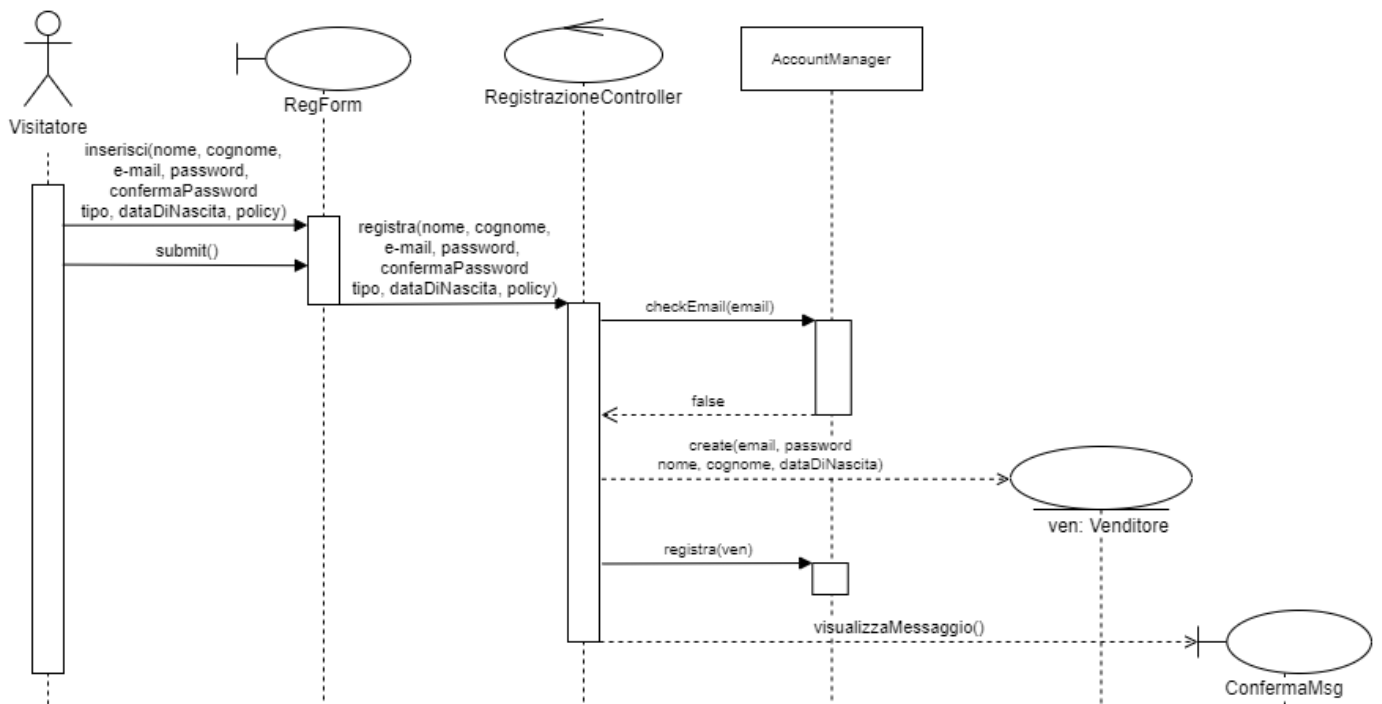 AccountManager
RegForm
RegistrazioneController
Visitatore
inserisci(nome, cognome,
e-mail, password,
confermaPassword
tipo, dataDiNascita, policy)
submit()
registra(nome, cognome,
e-mail, password,
confermaPassword
tipo, dataDiNascita, policy)
checkEmail(email)
false
create(email, password
nome, cognome, dataDiNascita)
ven: Venditore
registra(ven)
visualizzaMessaggio()
ConfermaMsg